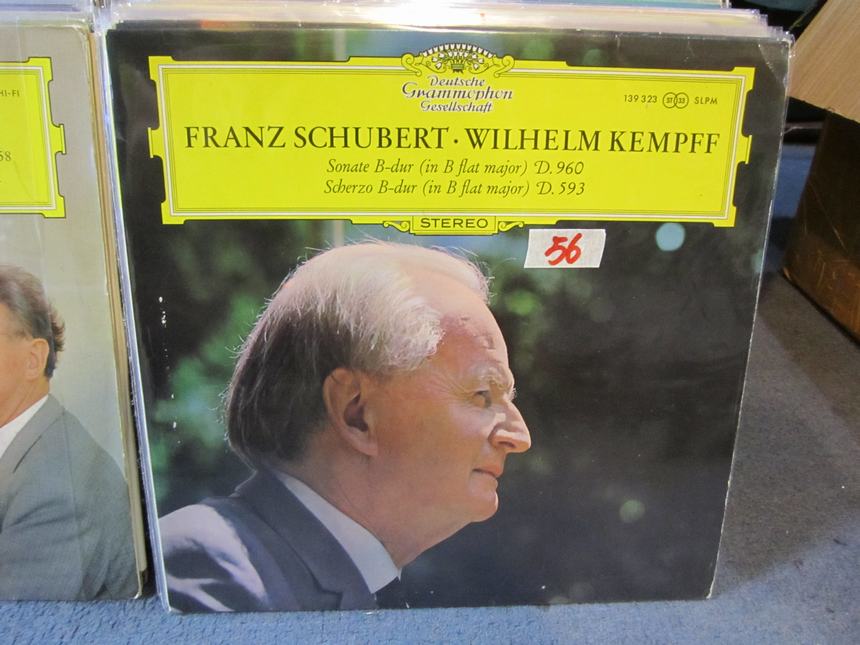 HI-FI
58
Deutsche
Grammophon
Gesellschaft
139 323 ST 33 SLPM
FRANZ SCHUBERT · WILHELM KEMPFF
Sonate B-dur (in B flat major) D. 960
Scherzo B-dur (in B flat major) D. 593
STEREO
56